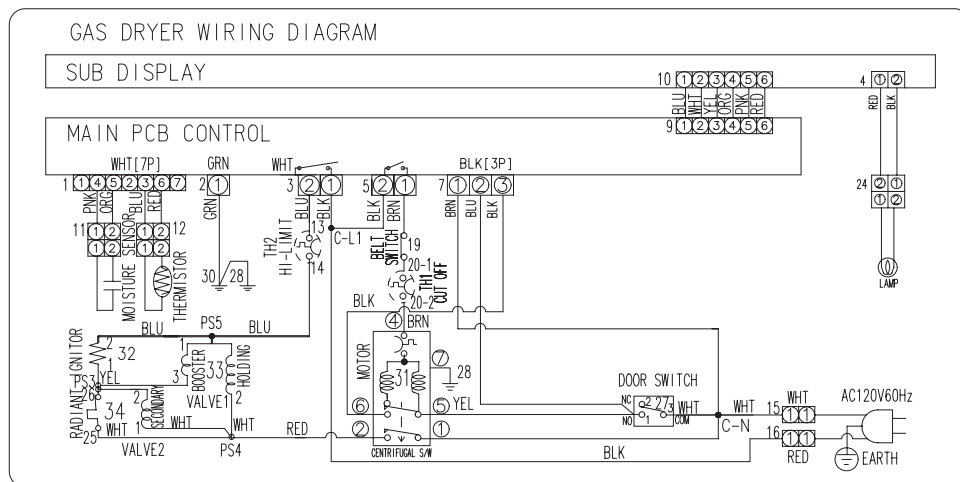 GAS DRYER WIRING DIAGRAM
SUB DISPLAY
10 1 2 3 4 5 6
4 1 2
BLU WHT YEL ORG PNK RED
RED BLK
MAIN PCB CONTROL
9 1 2 3 4 5 6
WHT[7P] GRN WHT BLK[3P]
1 1 4 5 2 3 6 7
2 1
3 2 1
5 2 1
7 1 2 3
24 2 1
1 2
PNK ORG BLU RED
GRN
BLU BLK BLK BRN
BRN BLU BLK
11 1 2 1 2 12
1 2 1 2
MOISTURE SENSOR
THERMISTOR
30 28
TH2
HI-LIMIT
13
14
C-L1
BELT
SWITCH
19
20-1
TH1
CUT OFF
20-2
LAMP
BLK
4 BRN
BLU PS5 BLU
RADIANT IGNITOR
2
32
1
PS3 YEL
26
34
25
1
BOOSTER
3
33
HOLDING
2
VALVE1
2
SECONDARY
1
WHT WHT WHT
VALVE2 PS4
RED
MOTOR
31
7
28
6 5 YEL
2 1
CENTRIFUGAL S/W
DOOR SWITCH
NC 2 27 3 WHT
NO 1 COM
WHT
C-N
BLK
WHT
15 1 1
16 1 1
RED
AC120V60Hz
EARTH